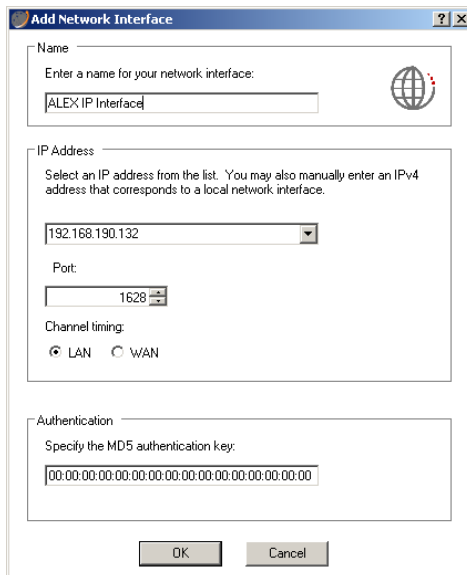 Add Network Interface
Name
Enter a name for your network interface:
ALEX IP Interface
IP Address
Select an IP address from the list. You may also manually enter an IPv4
address that corresponds to a local network interface.
192.168.190.132
Port:
1628
Channel timing:
LAN WAN
Authentication
Specify the MD5 authentication key:
00:00:00:00:00:00:00:00:00:00:00:00:00:00:00:00
OK Cancel